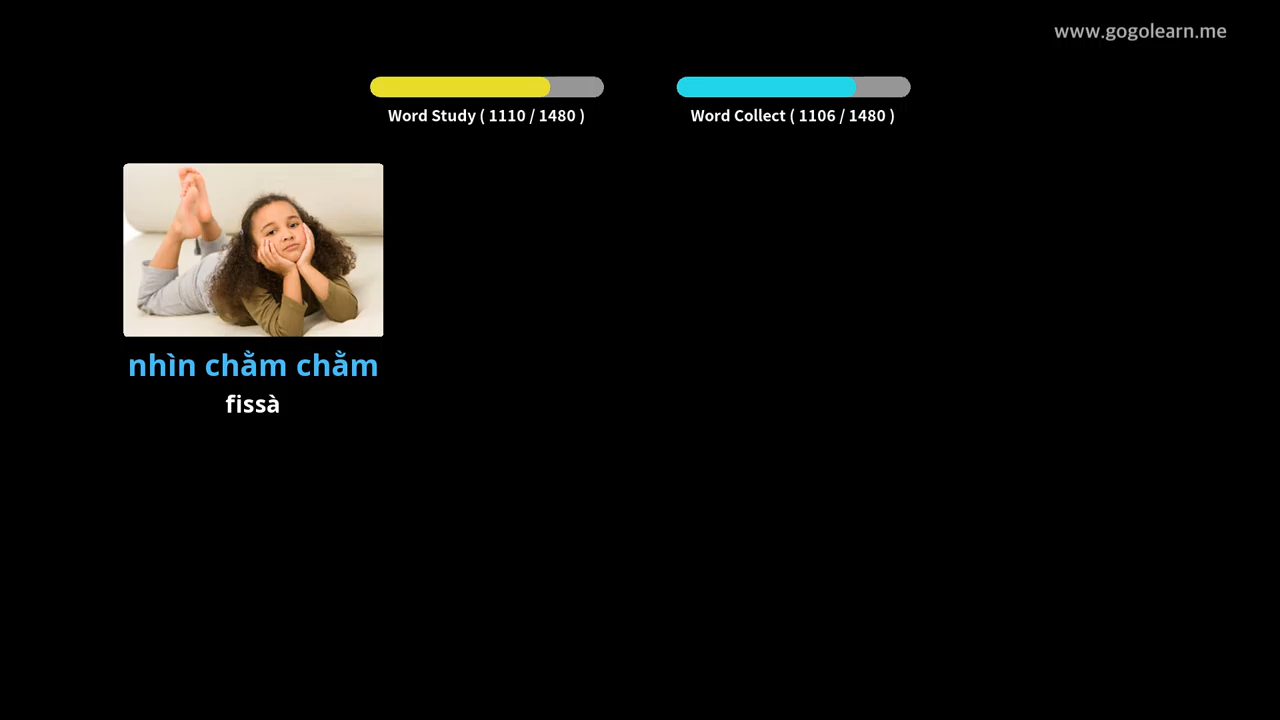 www.gogolearn.me
Word Study ( 1110 / 1480 )
Word Collect ( 1106 / 1480 )
nhìn chằm chằm
fissà